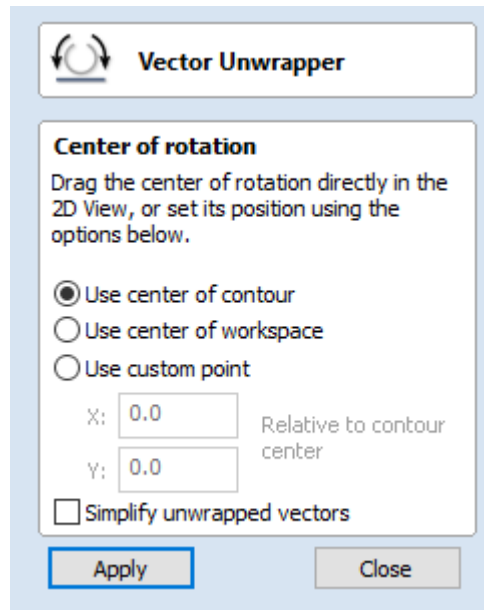 Vector Unwrapper
Center of rotation
Drag the center of rotation directly in the
2D View, or set its position using the
options below.
Use center of contour
Use center of workspace
Use custom point
X: 0.0
Relative to contour
center
Y: 0.0
Simplify unwrapped vectors
Apply Close